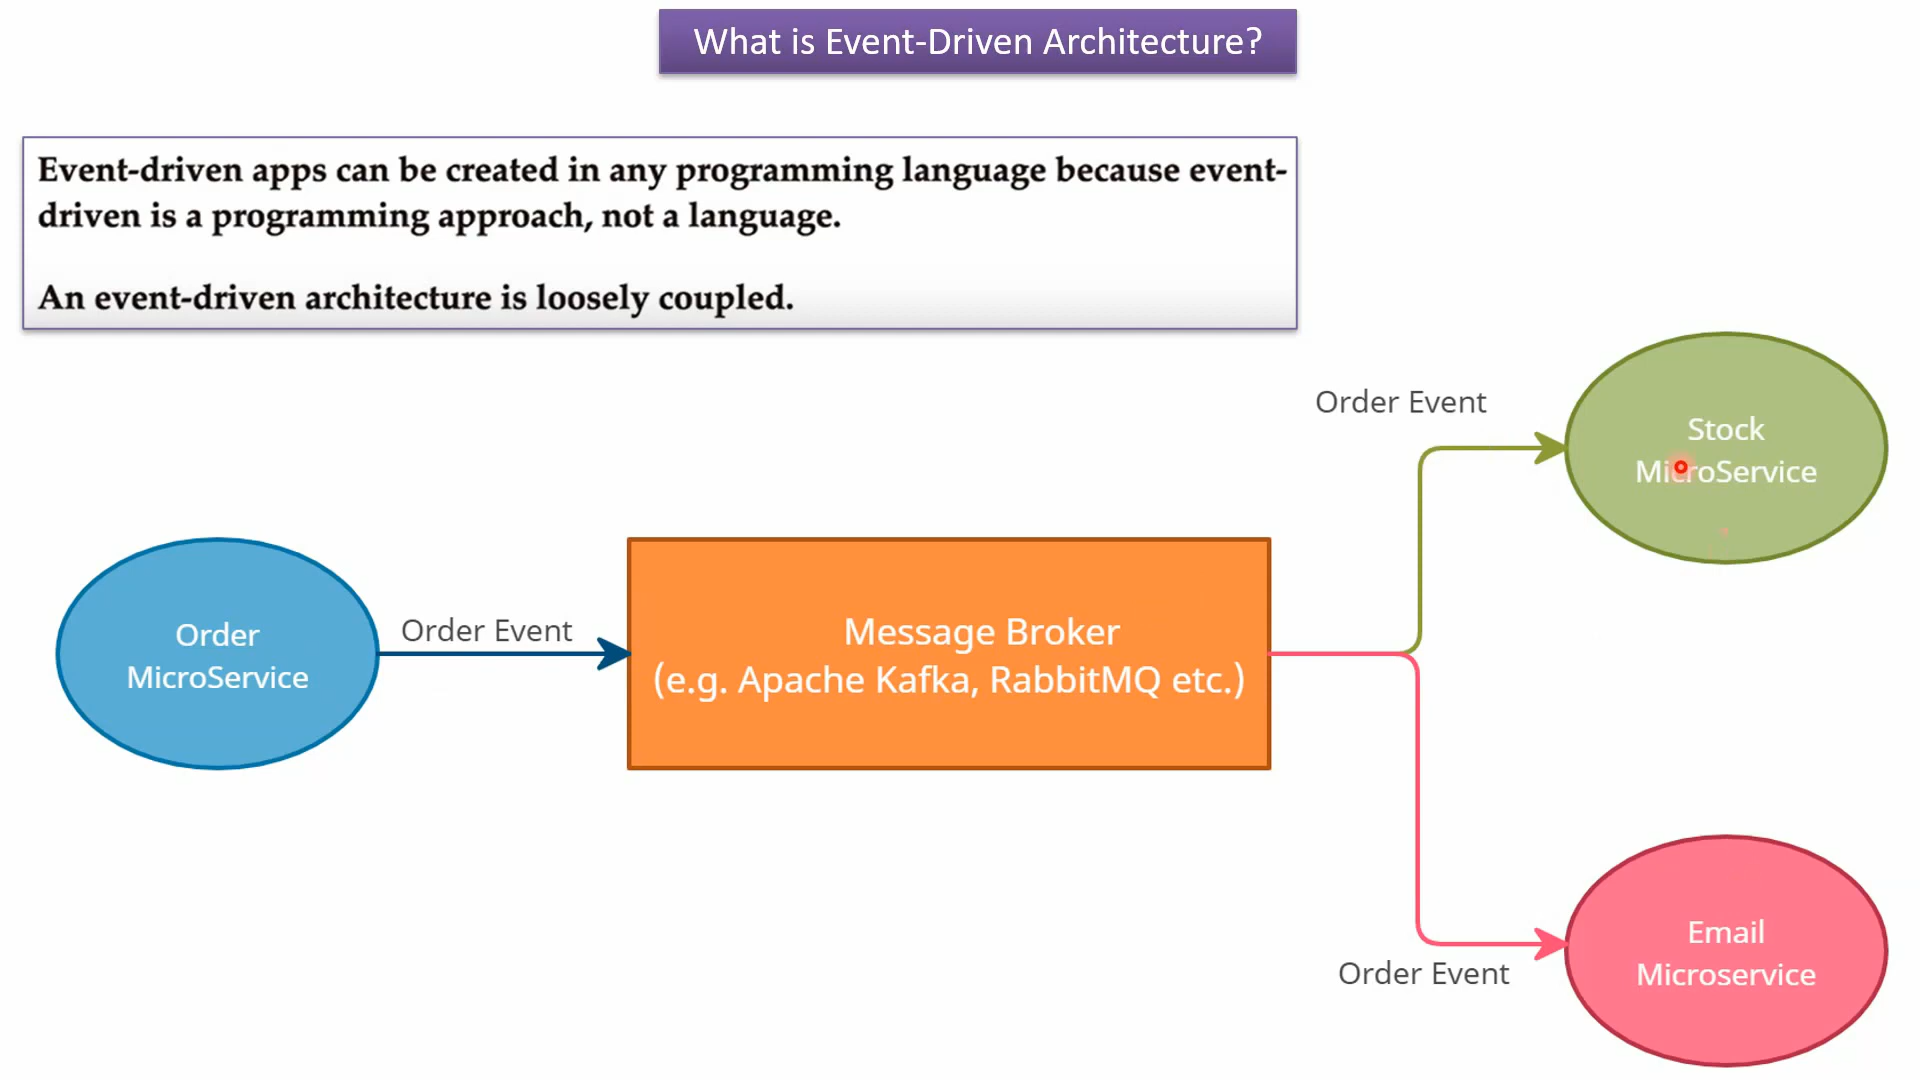 What is Event-Driven Architecture?
Event-driven apps can be created in any programming language because event-
driven is a programming approach, not a language.
An event-driven architecture is loosely coupled.
Order Event
Stock
MicroService
Order
MicroService
Order Event
Message Broker
(e.g. Apache Kafka, RabbitMQ etc.)
Email
Microservice
Order Event